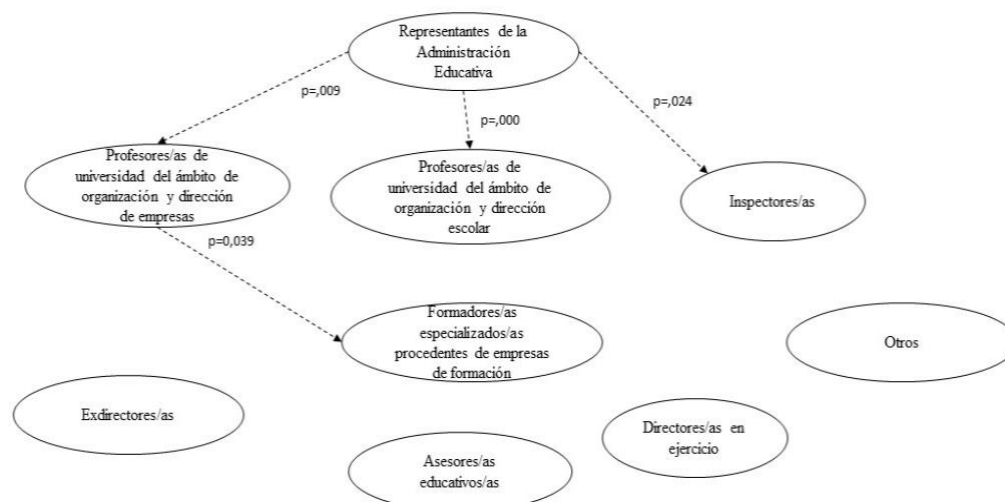 Representantes de la
Administración
Educativa
p=,009
p=,000
p=,024
Profesores/as de
universidad del ámbito de
organización y dirección
de empresas
Profesores/as de
universidad del ámbito de
organización y dirección
escolar
Inspectores/as
p=0,039
Formadores/as
especializados/as
procedentes de empresas
de formación
Otros
Exdirectores/as
Directores/as en
ejercicio
Asesores/as
educativos/as